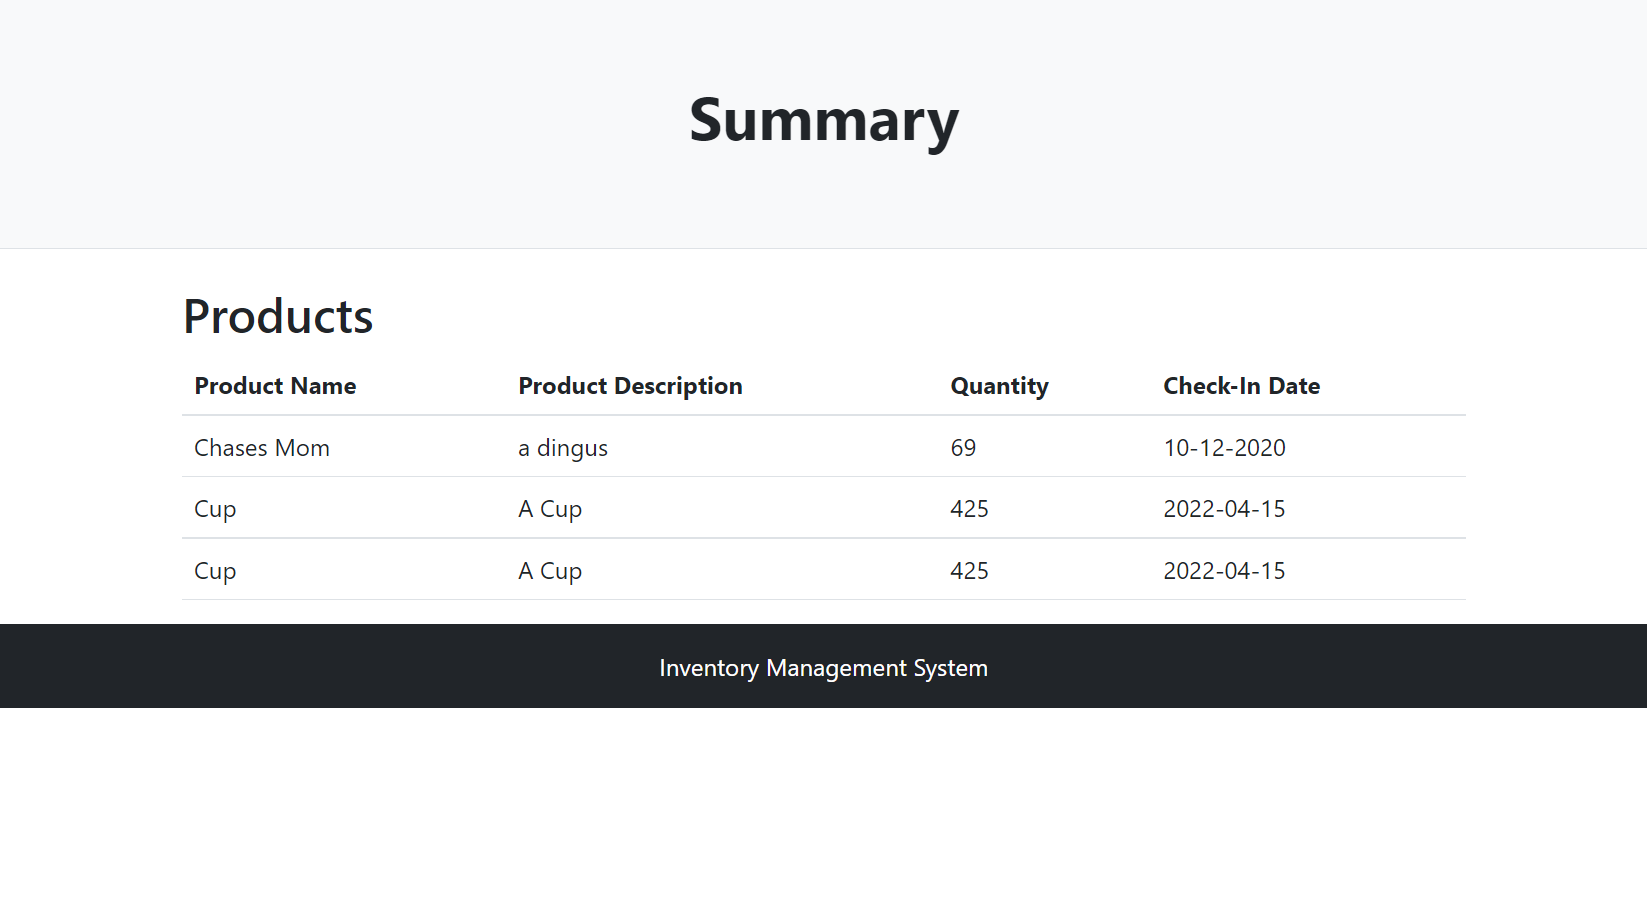 Summary
Products
Product Name Product Description Quantity Check-In Date
Chases Mom a dingus 69 10-12-2020
Cup A Cup 425 2022-04-15
Cup A Cup 425 2022-04-15
Inventory Management System